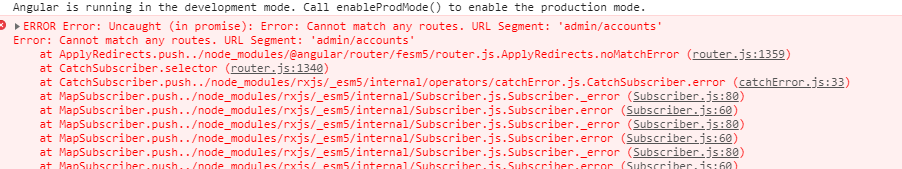 Angular is running in the development mode. Call enableProdMode() to enable the production mode.
ERROR Error: Uncaught (in promise): Error: Cannot match any routes. URL Segment: 'admin/accounts'
Error: Cannot match any routes. URL Segment: 'admin/accounts'
at ApplyRedirects.push../node_modules/@angular/router/fesm5/router.js.ApplyRedirects.noMatchError (router.js:1359)
at CatchSubscriber.selector (router.js:1340)
at CatchSubscriber.push../node_modules/rxjs/_esm5/internal/operators/catchError.js.CatchSubscriber.error (catchError.js:33)
at MapSubscriber.push../node_modules/rxjs/_esm5/internal/Subscriber.js.Subscriber._error (Subscriber.js:80)
at MapSubscriber.push../node_modules/rxjs/_esm5/internal/Subscriber.js.Subscriber.error (Subscriber.js:60)
at MapSubscriber.push../node_modules/rxjs/_esm5/internal/Subscriber.js.Subscriber._error (Subscriber.js:80)
at MapSubscriber.push../node_modules/rxjs/_esm5/internal/Subscriber.js.Subscriber.error (Subscriber.js:60)
at MapSubscriber.push../node_modules/rxjs/_esm5/internal/Subscriber.js.Subscriber._error (Subscriber.js:80)
at MapSubscriber.push../node_modules/rxjs/_esm5/internal/Subscriber.js.Subscriber.error (Subscriber.js:60)